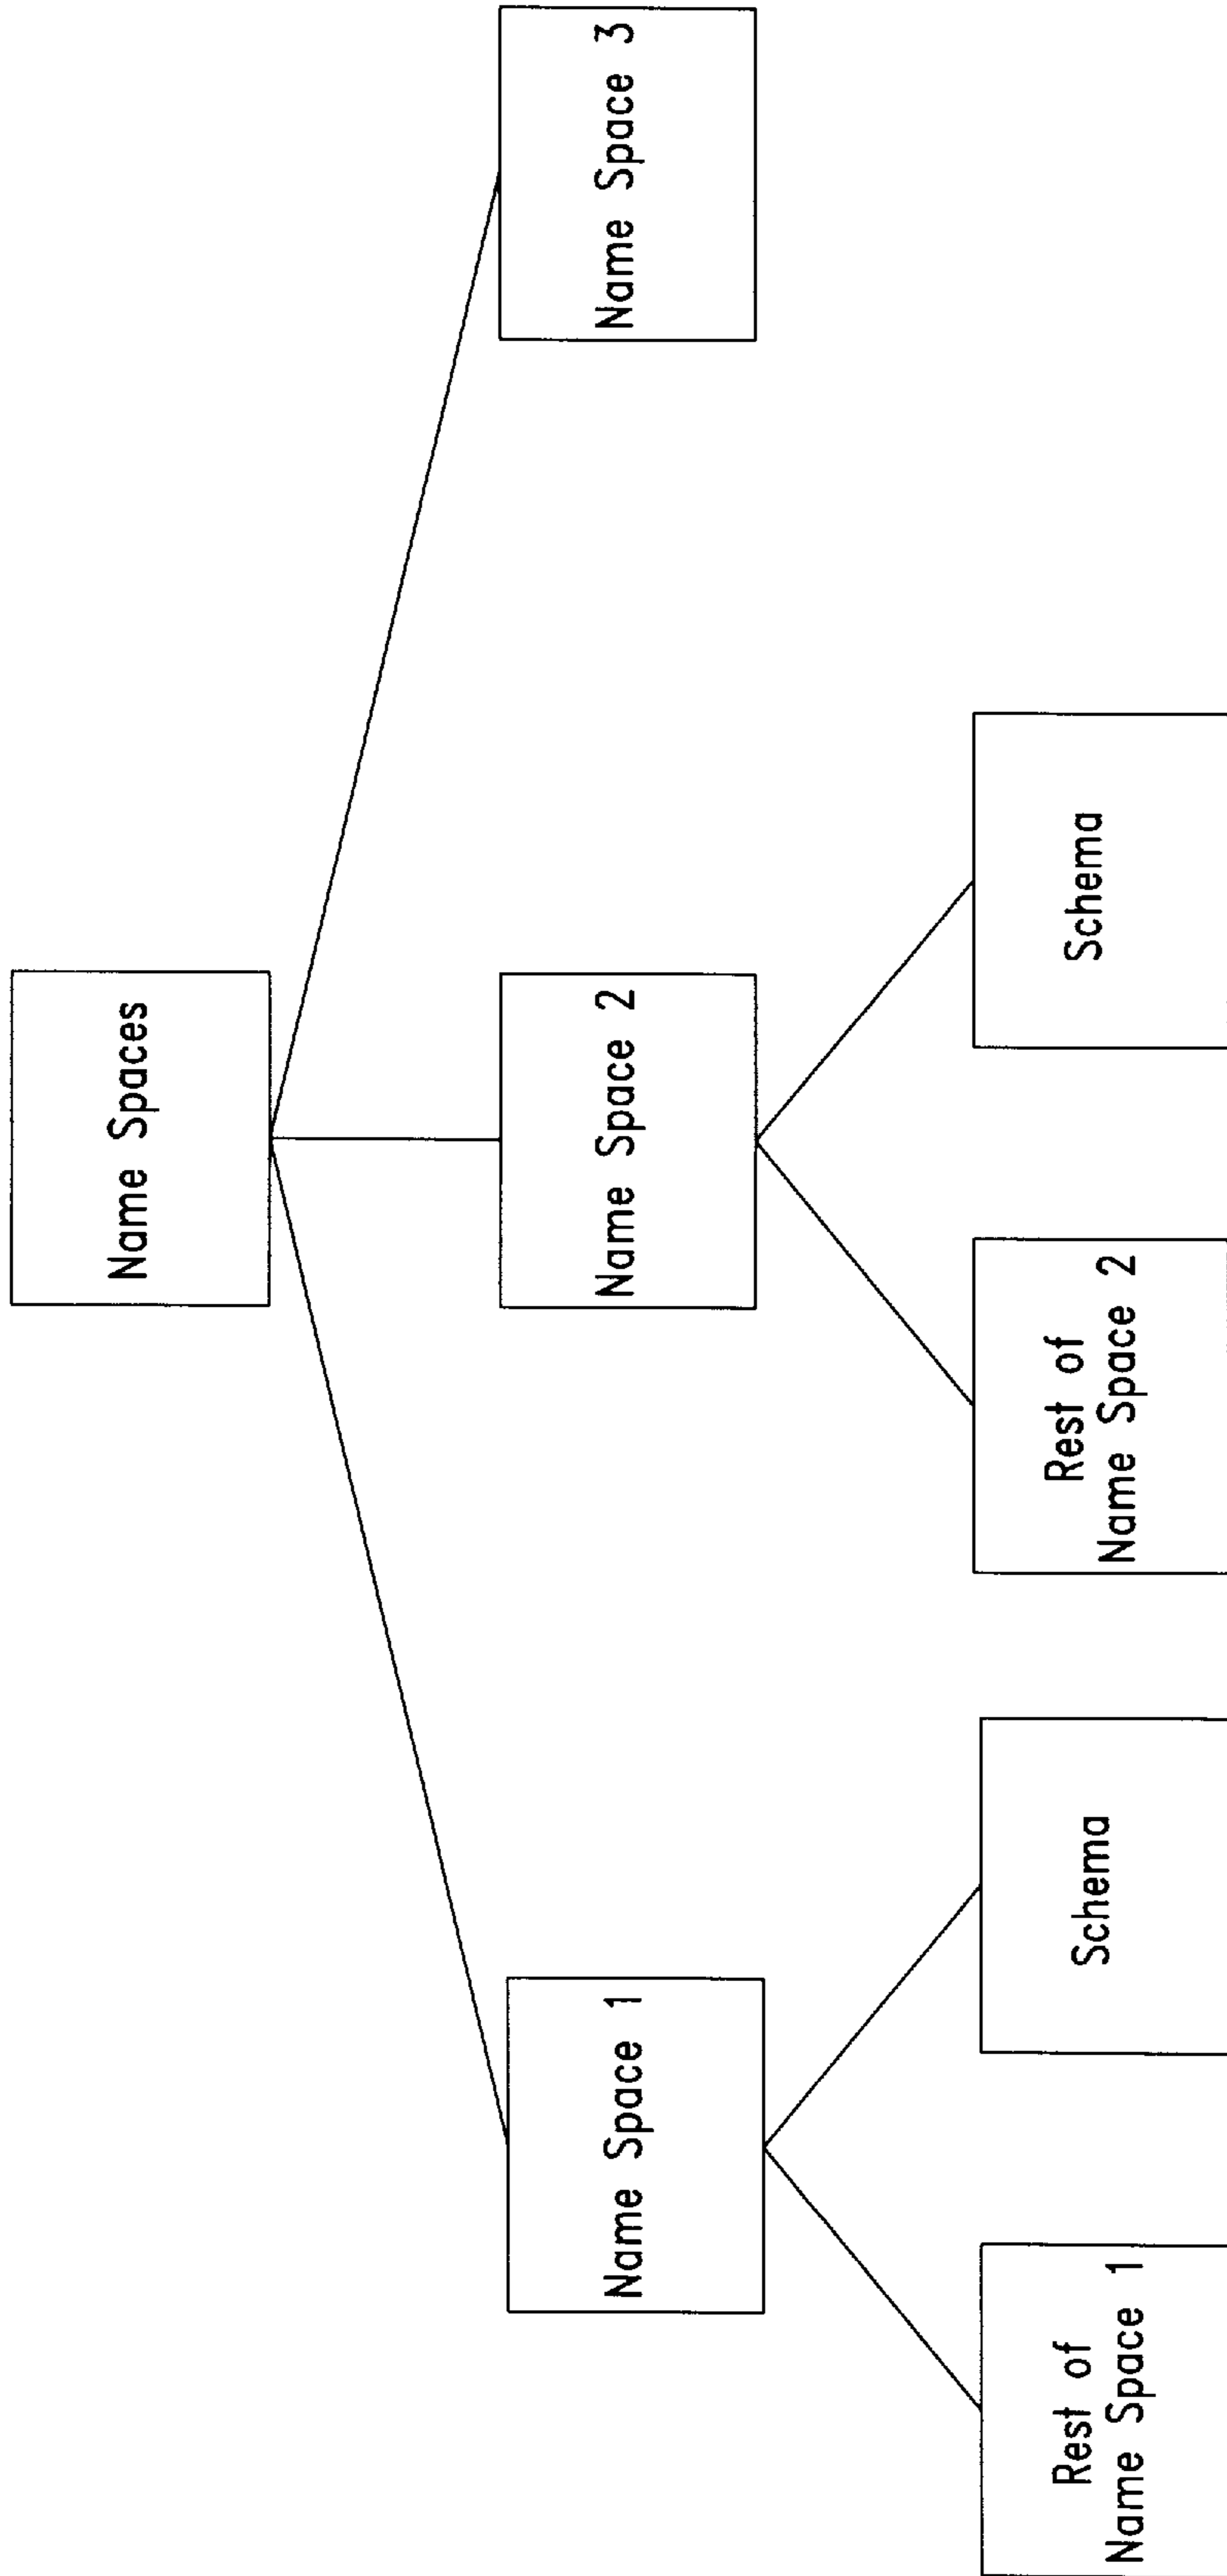 Name Spaces
Name Space 1
Name Space 2
Name Space 3
Rest of
Name Space 1
Schema
Rest of
Name Space 2
Schema